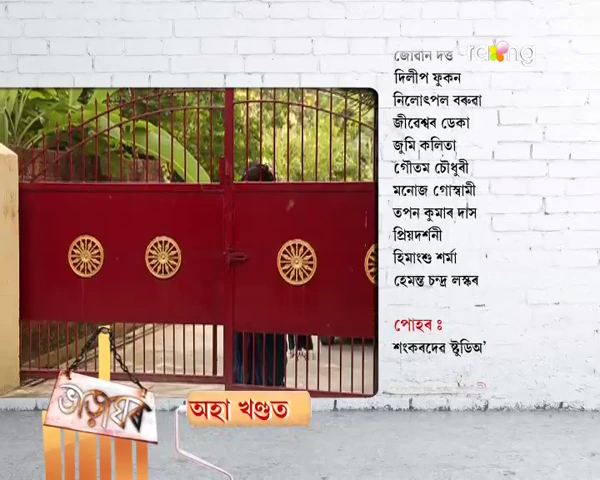 জোৱান দত্ত
rang
দিলীপ ফুকন
নিলোৎপল বৰুৱা
জীৱেশ্বৰ ডেকা
জুমি কলিতা
গৌতম চৌধুৰী
মনোজ গোস্বামী
তপন কুমাৰ দাস
প্ৰিয়দৰ্শনী
হিমাংশু শৰ্মা
হেমন্ত চন্দ্ৰ লস্কৰ
পোহৰ ঃ
শংকৰদেৱ ষ্টুডিঅ'
ভাড়াঘৰ
অহা খণ্ডত